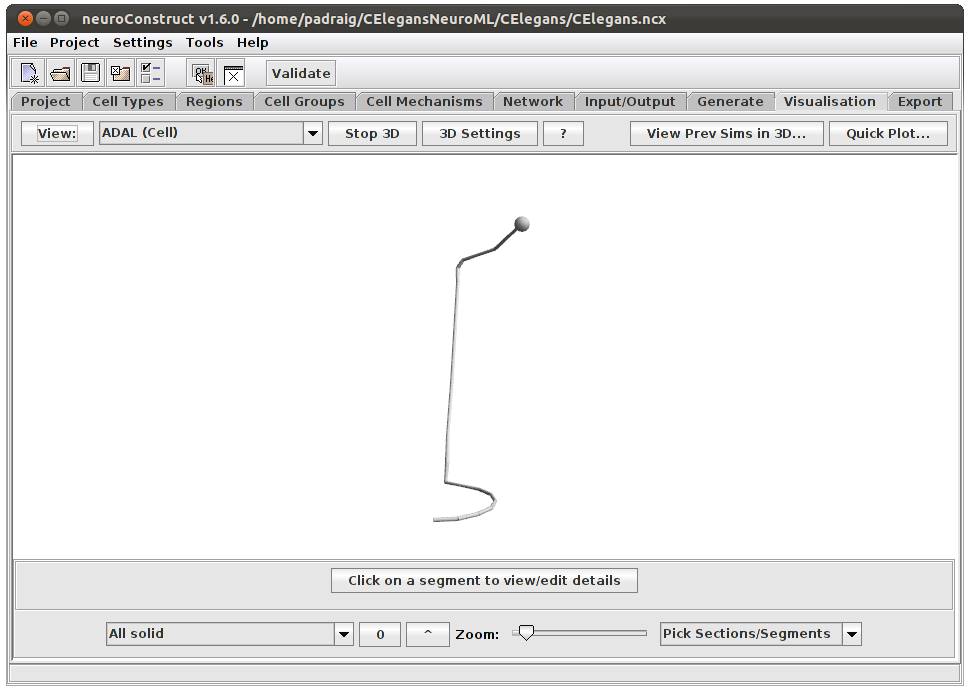 neuroConstruct v1.6.0 - /home/padraig/CElegansNeuroML/CElegans/CElegans.ncx
File Project Settings Tools Help
Validate
Project Cell Types Regions Cell Groups Cell Mechanisms Network Input/Output Generate Visualisation Export
View: ADAL (Cell) Stop 3D 3D Settings ? View Prev Sims in 3D... Quick Plot...
Click on a segment to view/edit details
All solid 0 ^ Zoom: Pick Sections/Segments